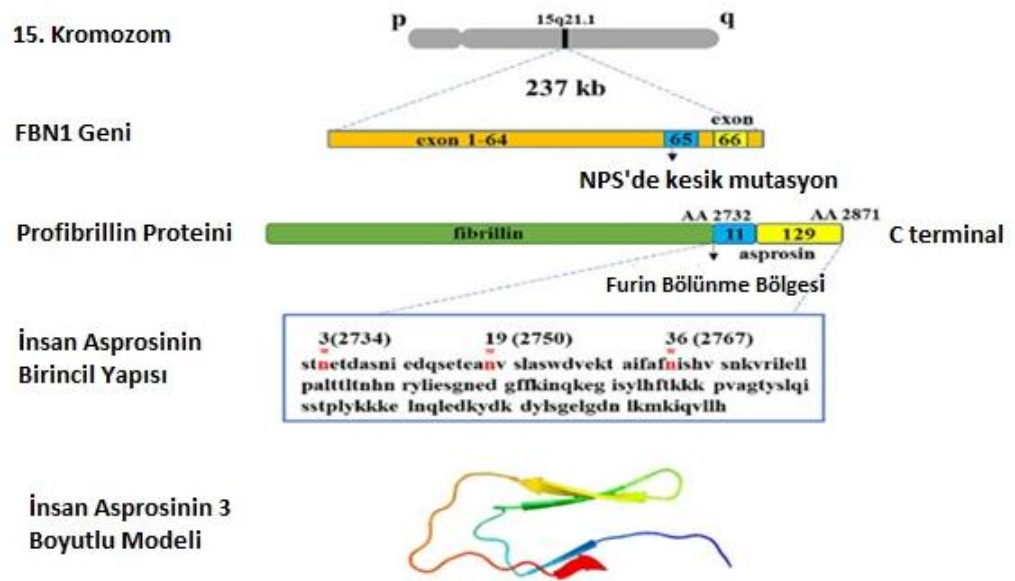 p 15q21.1 q
15. Kromozom
237 kb
exon
FBN1 Geni exon 1-64 65 66
NPS'de kesik mutasyon
AA 2732 AA 2871
Profibrillin Proteini fibrillin 11 129 C terminal
asprosin
Furin Bölünme Bölgesi
İnsan Asprosinin
Birincil Yapısı
3(2734) 19 (2750) 36 (2767)
stnetdasni edqseteanv slaswdvekt aifafnishv snkvrilell
palttltnhn ryliesgned gffkinqkeg isylhftkkk pvagtyslqi
sstplykkke lnqledkydk dylsgelgdn lkmkiqvllh
İnsan Asprosinin 3
Boyutlu Modeli